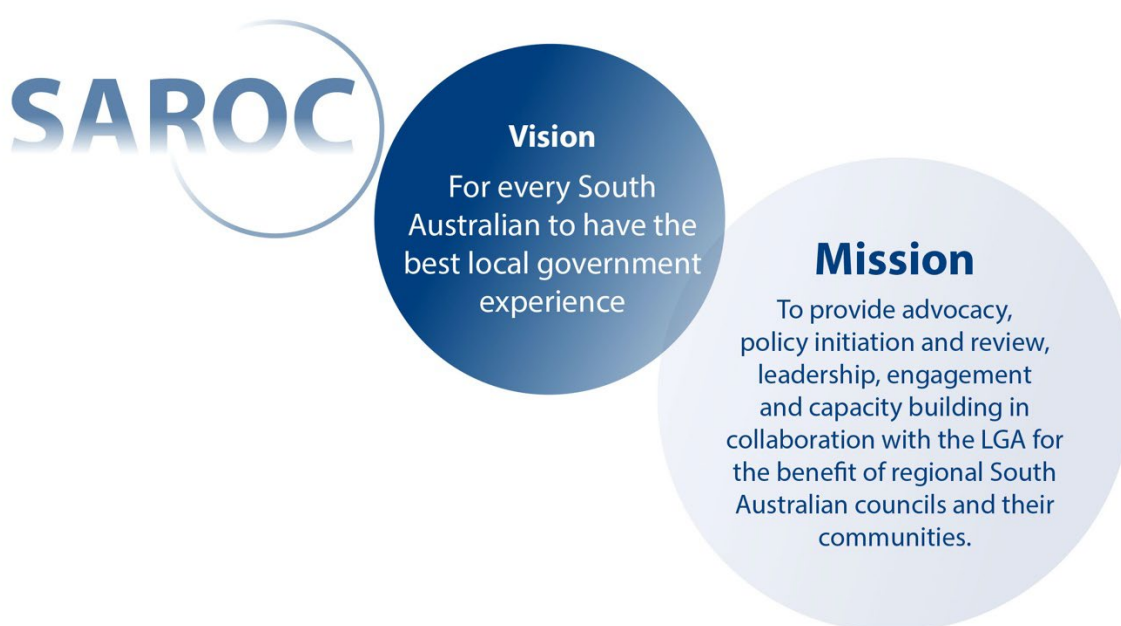 SAROC
Vision
For every South
Australian to have the
best local government
experience
Mission
To provide advocacy,
policy initiation and review,
leadership, engagement
and capacity building in
collaboration with the LGA for
the benefit of regional South
Australian councils and their
communities.